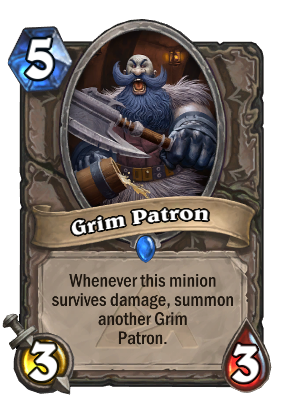 5
Grim Patron
Whenever this minion
survives damage, summon
another Grim
Patron.
3
3